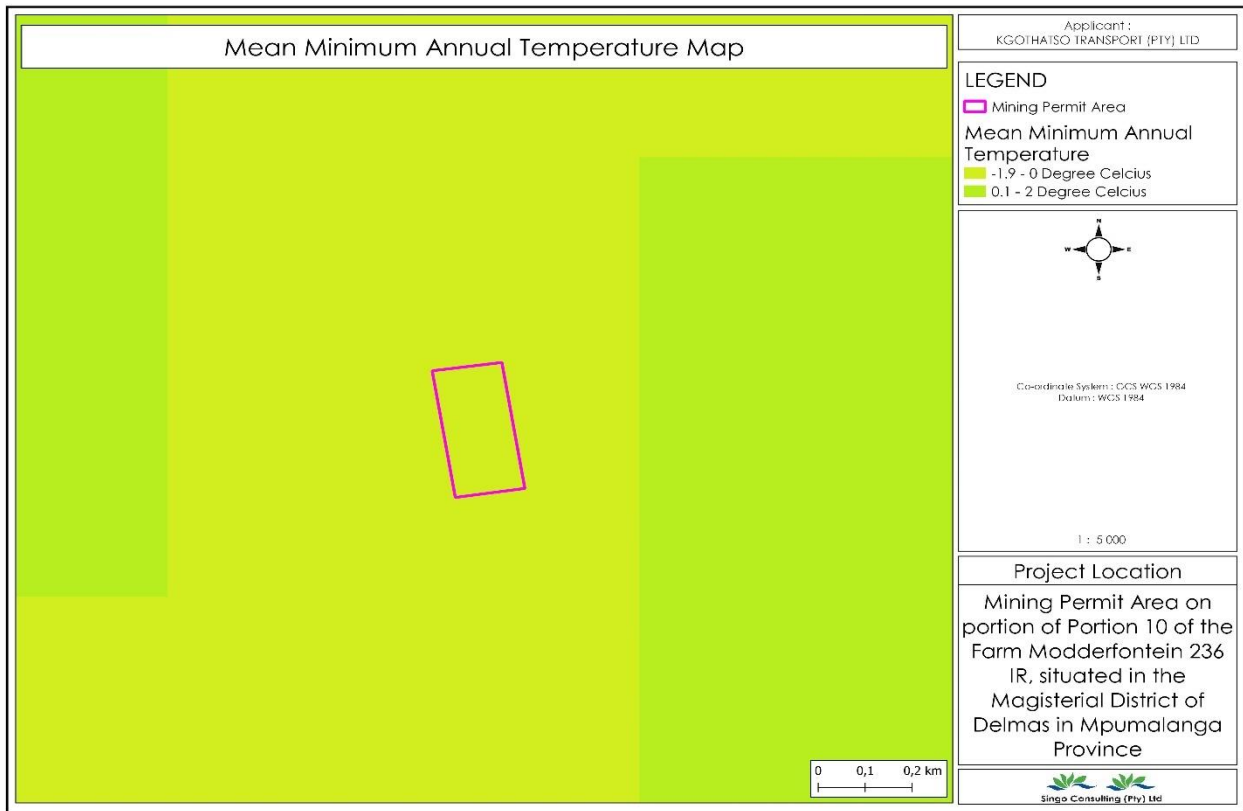 Mean Minimum Annual Temperature Map
Applicant :
KGOTHATSO TRANSPORT (PTY) LTD
LEGEND
Mining Permit Area
Mean Minimum Annual
Temperature
-1.9 - 0 Degree Celcius
0.1 - 2 Degree Celcius
N
W
E
S
Co-ordinate System : GCS WGS 1984
Datum : WGS 1984
1 : 5 000
Project Location
Mining Permit Area on
portion of Portion 10 of the
Farm Modderfontein 236
IR, situated in the
Magisterial District of
Delmas in Mpumalanga
Province
0 0,1 0,2 km
Singo Consulting (Pty) Ltd